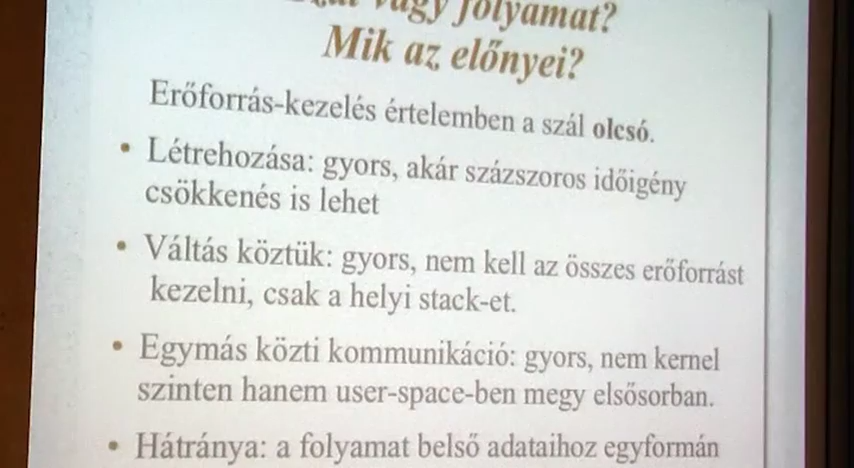 vagy folyamat?
Mik az előnyei?
Erőforrás-kezelés értelemben a szál olcsó.
• Létrehozása: gyors, akár százszoros időigény
csökkenés is lehet
• Váltás köztük: gyors, nem kell az összes erőforrást
kezelni, csak a helyi stack-et.
• Egymás közti kommunikáció: gyors, nem kernel
szinten hanem user-space-ben megy elsősorban.
• Hátránya: a folyamat belső adataihoz egyformán